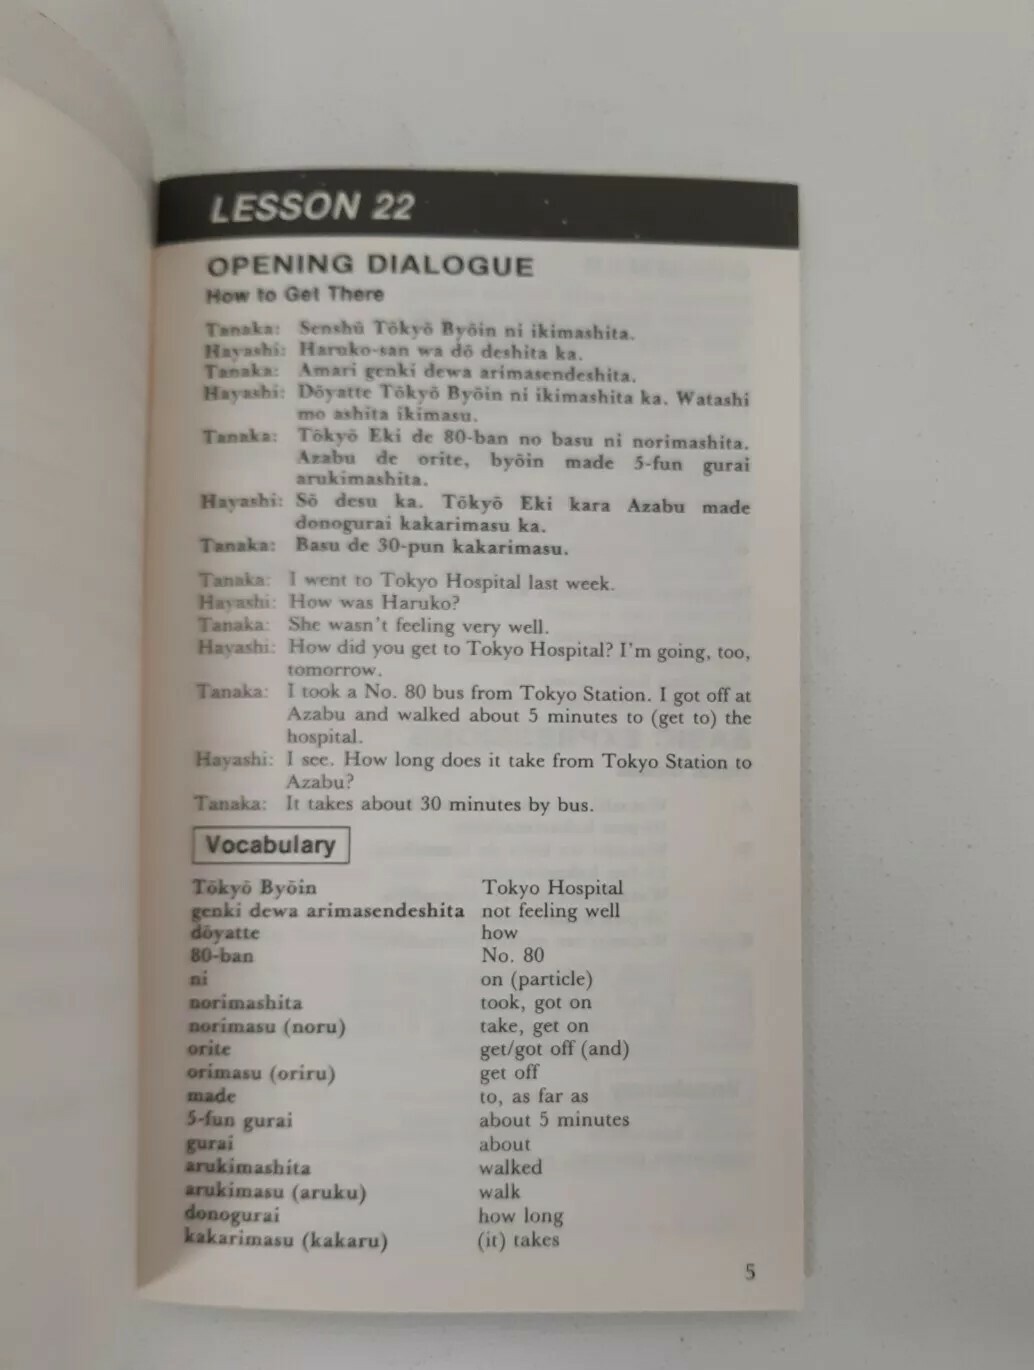 LESSON 22
OPENING DIALOGUE
How to Get There
Tanaka: Senshū Tōkyō Byōin ni ikimashita.
Hayashi: Haruko-san wa dō deshita ka.
Tanaka: Amari genki dewa arimasendeshita.
Hayashi: Dōyatte Tōkyō Byōin ni ikimashita ka. Watashi
mo ashita ikimasu.
Tanaka: Tōkyō Eki de 80-ban no basu ni norimashita.
Azabu de orite, byōin made 5-fun gurai
arukimashita.
Hayashi: Sō desu ka. Tōkyō Eki kara Azabu made
donogurai kakarimasu ka.
Tanaka: Basu de 30-pun kakarimasu.
Tanaka: I went to Tokyo Hospital last week.
Hayashi: How was Haruko?
Tanaka: She wasn't feeling very well.
Hayashi: How did you get to Tokyo Hospital? I'm going, too,
tomorrow.
Tanaka: I took a No. 80 bus from Tokyo Station. I got off at
Azabu and walked about 5 minutes to (get to) the
hospital.
Hayashi: I see. How long does it take from Tokyo Station to
Azabu?
Tanaka: It takes about 30 minutes by bus.
Vocabulary
Tōkyō Byōin Tokyo Hospital
genki dewa arimasendeshita not feeling well
dōyatte how
80-ban No. 80
ni on (particle)
norimashita took, got on
norimasu (noru) take, get on
orite get/got off (and)
orimasu (oriru) get off
made to, as far as
5-fun gurai about 5 minutes
gurai about
arukimashita walked
arukimasu (aruku) walk
donogurai how long
kakarimasu (kakaru) (it) takes
5